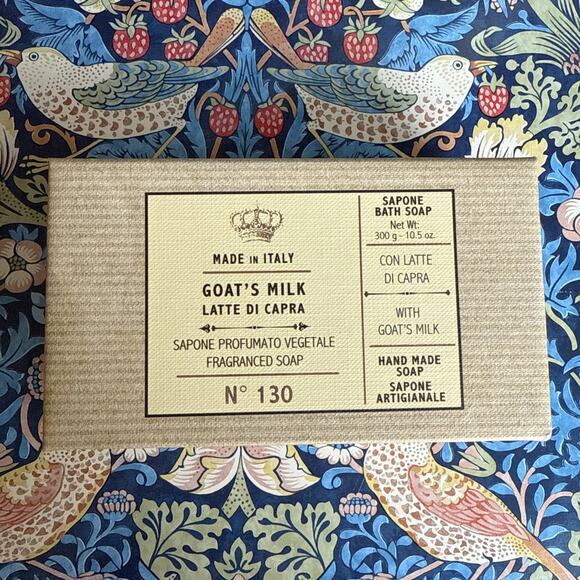 MADE IN ITALY
GOAT'S MILK
LATTE DI CAPRA
SAPONE PROFUMATO VEGETALE
FRAGRANCED SOAP
N° 130
SAPONE
BATH SOAP
Net Wt:
300 g - 10.5 oz.
CON LATTE
DI CAPRA
WITH
GOAT'S MILK
HAND MADE
SOAP
SAPONE
ARTIGIANALE